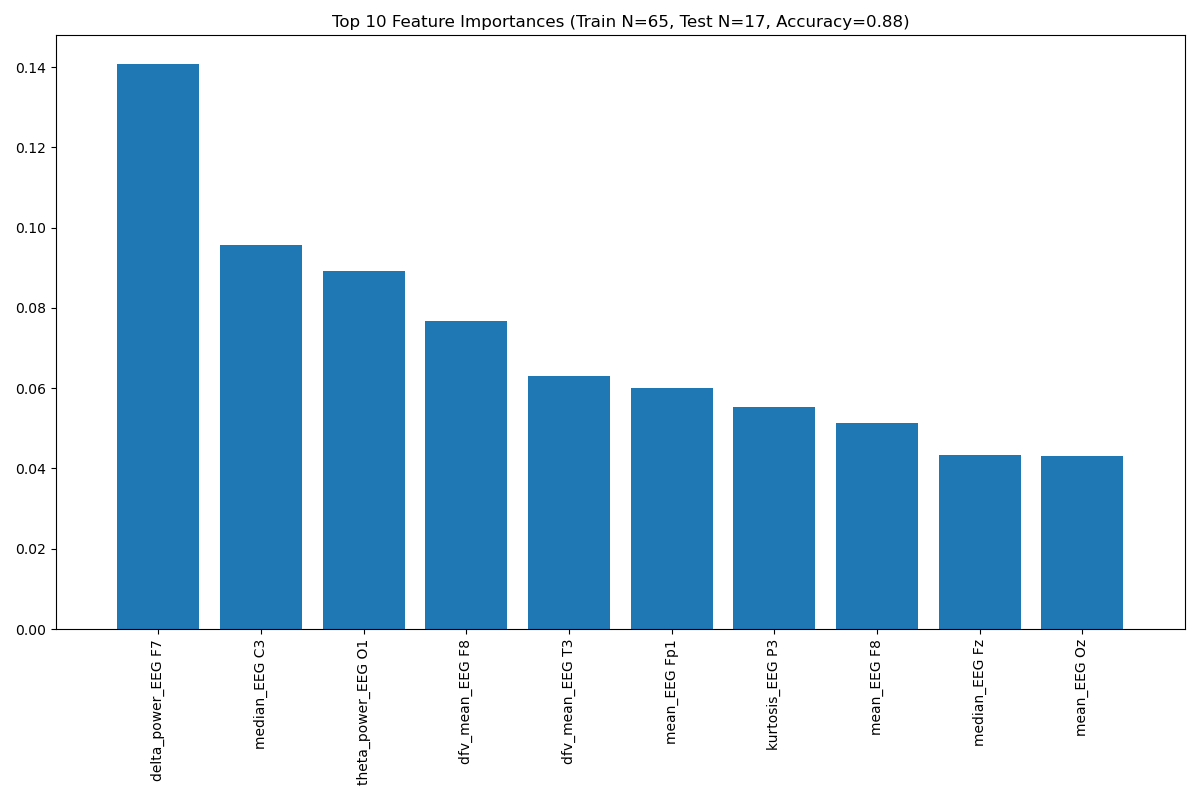 Top 10 Feature Importances (Train N=65, Test N=17, Accuracy=0.88)
0.14
0.12
0.10
0.08
0.06
0.04
0.02
0.00
delta_power_EEG F7
median_EEG C3
theta_power_EEG O1
dfv_mean_EEG F8
dfv_mean_EEG T3
mean_EEG Fp1
kurtosis_EEG P3
mean_EEG F8
median_EEG Fz
mean_EEG Oz